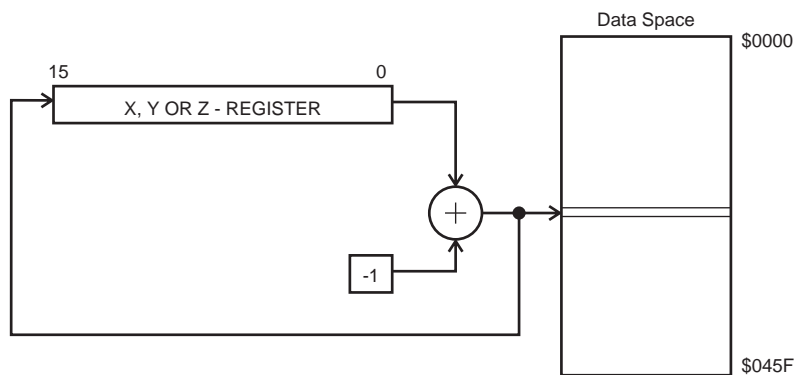 Data Space
$0000
15 0
X, Y OR Z - REGISTER
+
-1
$045F